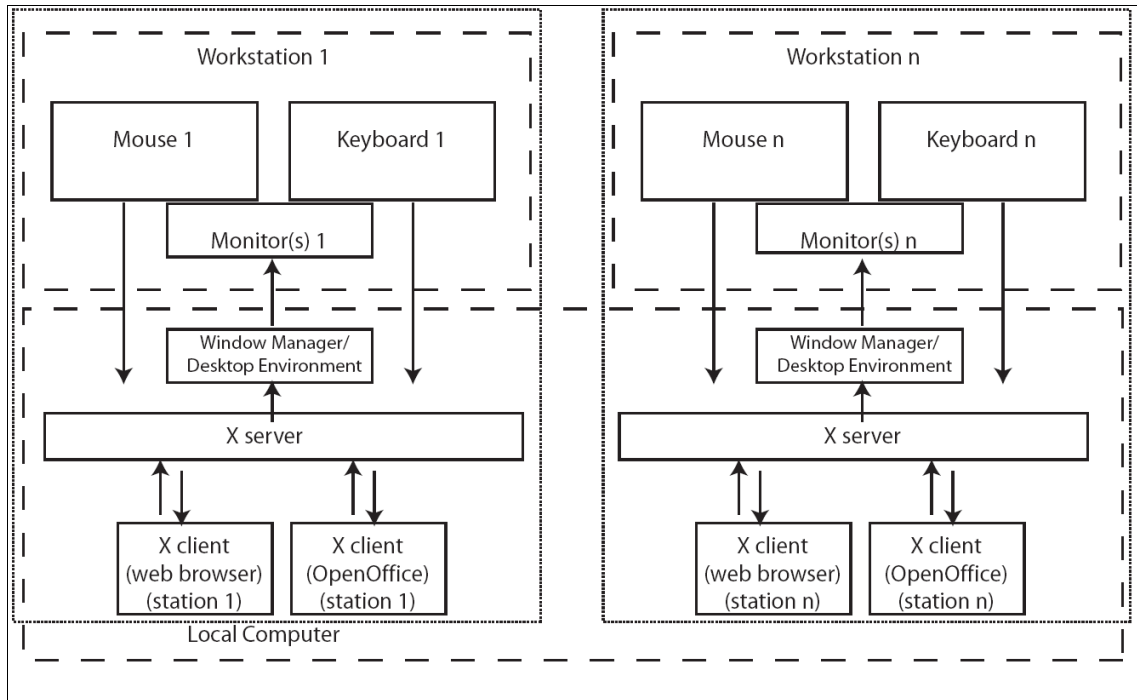 Workstation 1
Mouse 1
Keyboard 1
Monitor(s) 1
Window Manager/
Desktop Environment
X server
X client
(web browser)
(station 1)
X client
(OpenOffice)
(station 1)
Workstation n
Mouse n
Keyboard n
Monitor(s) n
Window Manager/
Desktop Environment
X server
X client
(web browser)
(station n)
X client
(OpenOffice)
(station n)
Local Computer